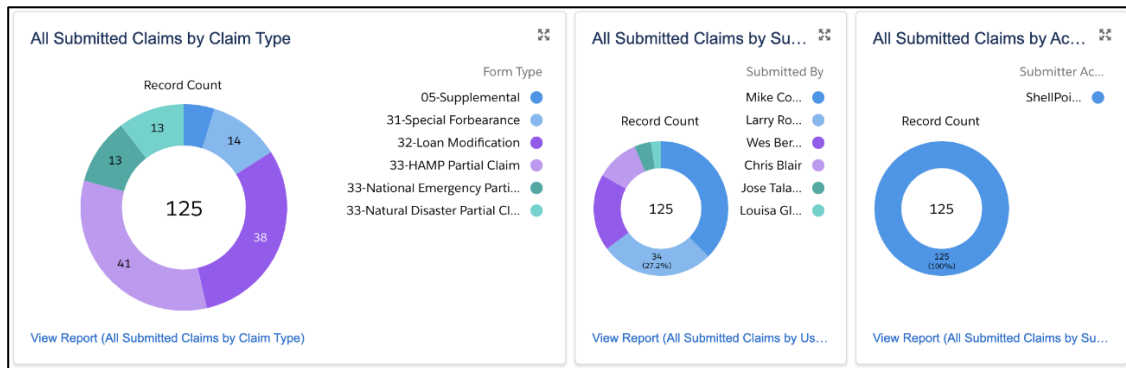 All Submitted Claims by Claim Type
Record Count
Form Type
05-Supplemental
31-Special Forbearance
32-Loan Modification
33-HAMP Partial Claim
33-National Emergency Parti...
33-Natural Disaster Partial Cl...
14
38
41
13
13
125
View Report (All Submitted Claims by Claim Type)
All Submitted Claims by Su...
Submitted By
Mike Co...
Larry Ro...
Wes Ber...
Chris Blair
Jose Tala...
Louisa Gl...
Record Count
125
34
(27.2%)
View Report (All Submitted Claims by Us...
All Submitted Claims by Ac...
Submitter Ac...
ShellPoi...
Record Count
125
125
(100%)
View Report (All Submitted Claims by Su...